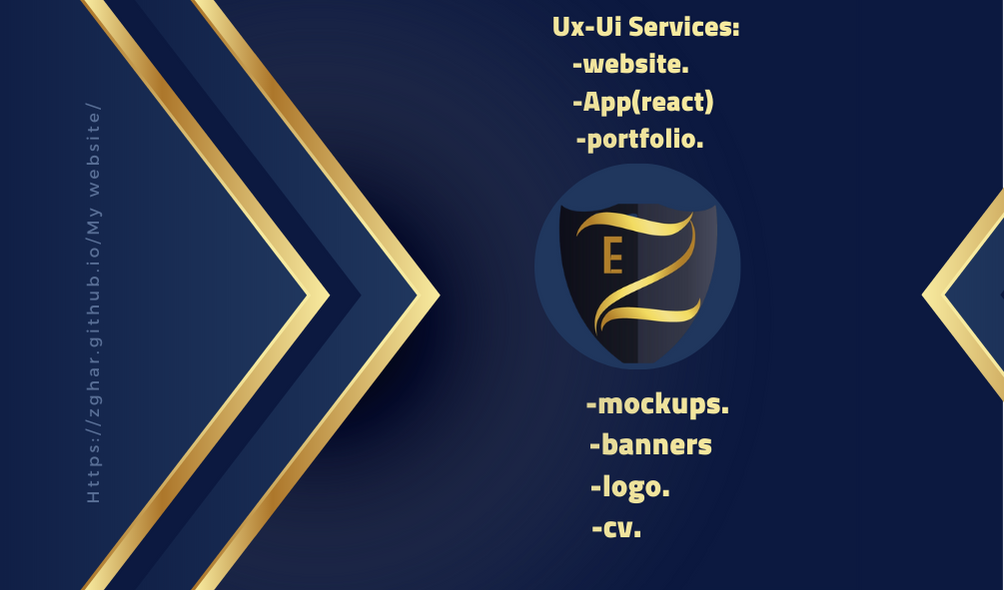 Https://zghar.github.io/My website/
Ux-Ui Services:
-website.
-App(react)
-portfolio.
E Z
-mockups.
-banners
-logo.
-cv.